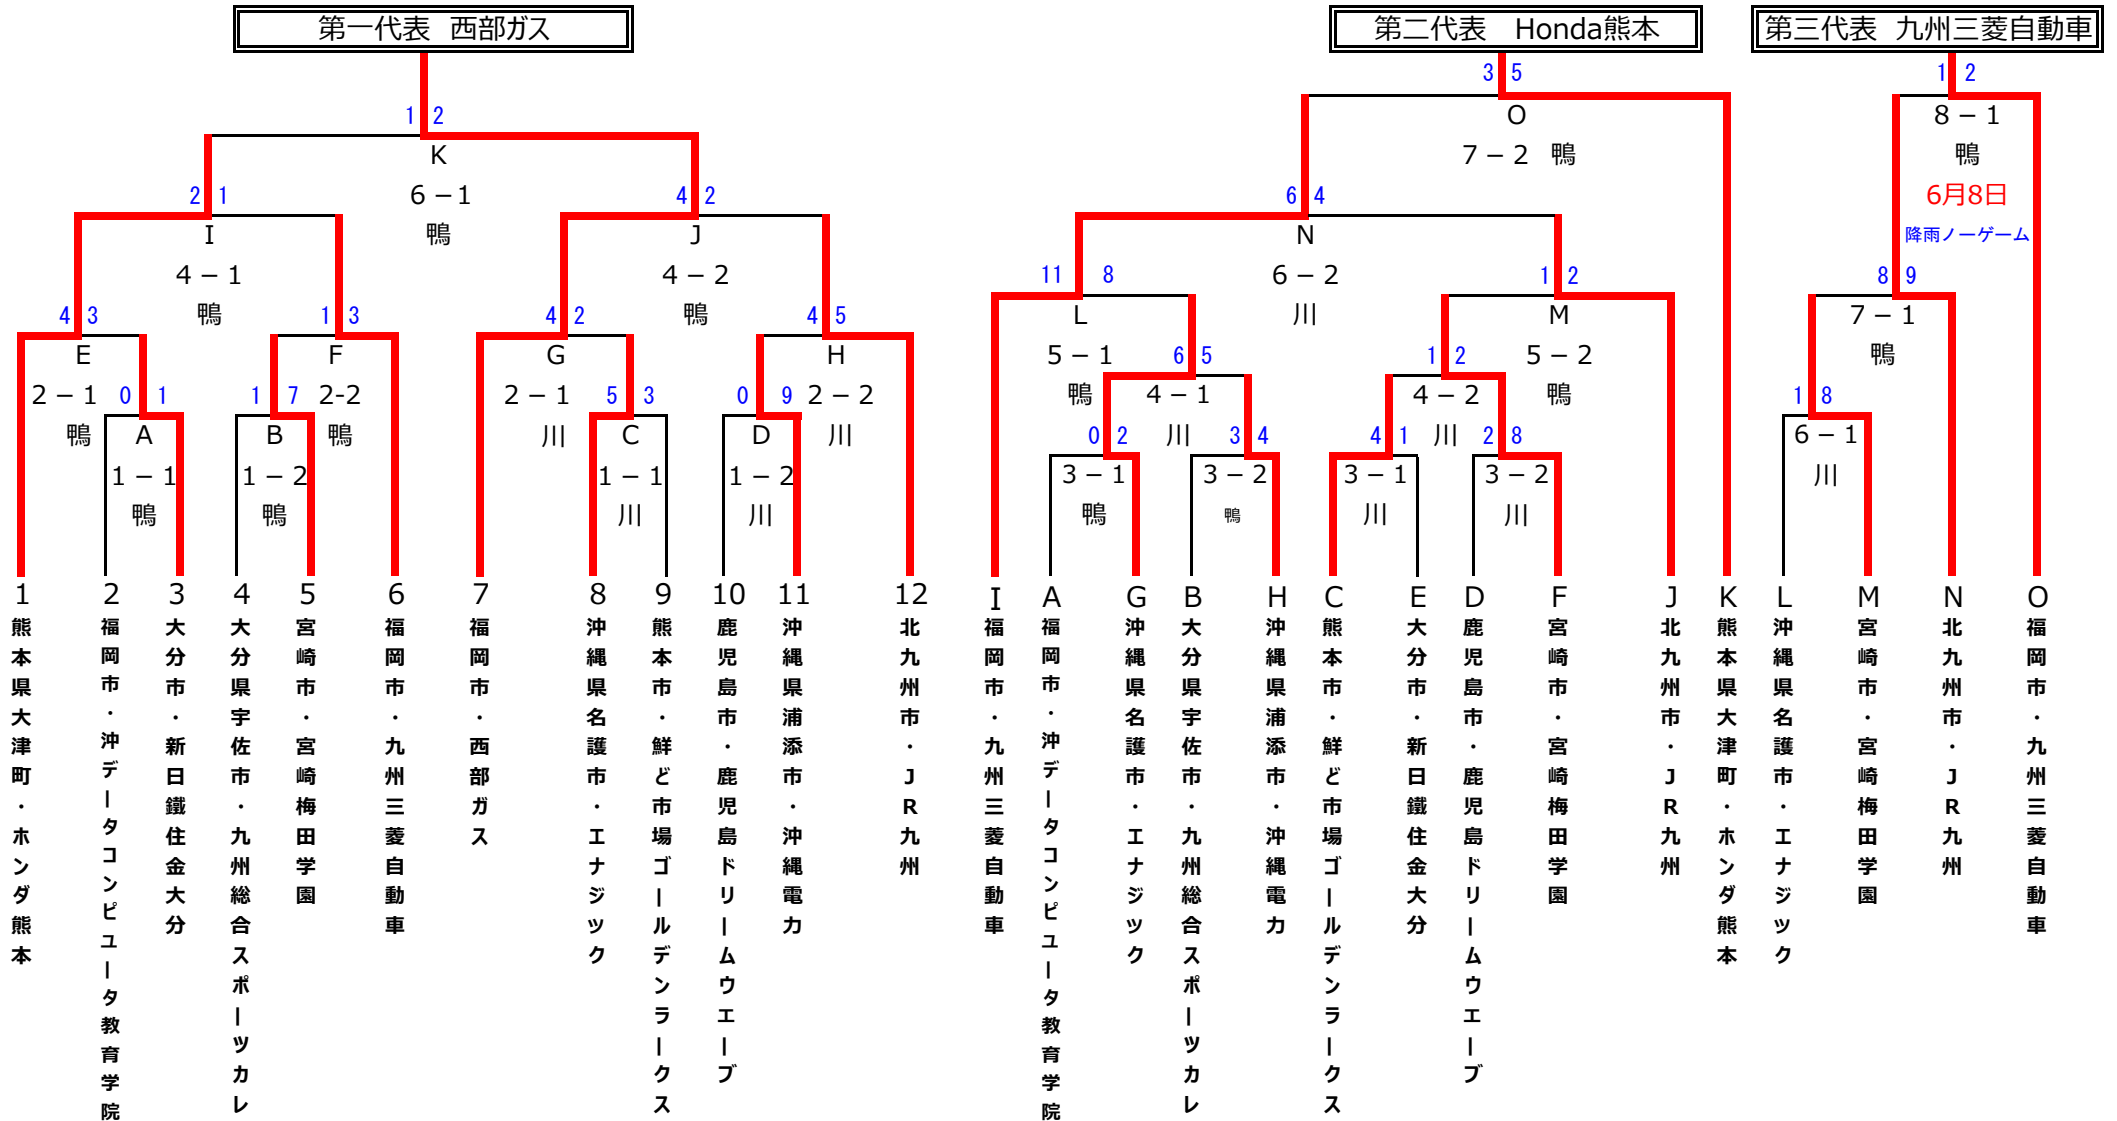 第一代表 西部ガス
第二代表 Honda熊本
第三代表 九州三菱自動車
3 5
1 2
1 2
O
8－1
K
7－2 鴨
鴨
6－1
2 1
4 2
6 4
6月8日
鴨
I
J
N
降雨ノーゲーム
4－1
4－2
11 8
6－2
1 2
8 9
鴨
鴨
川
4 3
1 3
4 2
4 5
L
M
7－1
E
F
G
H
5－1
6 5
1 2
5－2
鴨
2－1
0 1
1 7
2-2
2－1
5 3
0 9
2－2
鴨
4－1
4－2
鴨
1 8
鴨
A
B
鴨
川
C
D
川
0 2
川
3 4
4 1
川
2 8
6－1
1－1
1－2
1－1
1－2
3－1
3－2
3－1
3－2
川
鴨
鴨
川
川
鴨
鴨
川
川
1
熊本県大津町・ホンダ熊本
2
福岡市・沖データコンピュータ教育学院
3
大分市・新日鐵住金大分
4
大分県宇佐市・九州総合スポーツカレ
5
宮崎市・宮崎梅田学園
6
福岡市・九州三菱自動車
7
福岡市・西部ガス
8
沖縄県名護市・エナジック
9
熊本市・鮮ど市場ゴールデンラークス
10
鹿児島市・鹿児島ドリームウエーブ
11
沖縄県浦添市・沖縄電力
12
北九州市・JR九州
I
福岡市・九州三菱自動車
A
福岡市・沖データコンピュータ教育学院
G
沖縄県名護市・エナジック
B
大分県宇佐市・九州総合スポーツカレ
H
沖縄県浦添市・沖縄電力
C
熊本市・鮮ど市場ゴールデンラークス
E
大分市・新日鐵住金大分
D
鹿児島市・鹿児島ドリームウエーブ
F
宮崎市・宮崎梅田学園
J
北九州市・JR九州
K
熊本県大津町・ホンダ熊本
L
沖縄県名護市・エナジック
M
宮崎市・宮崎梅田学園
N
北九州市・JR九州
O
福岡市・九州三菱自動車